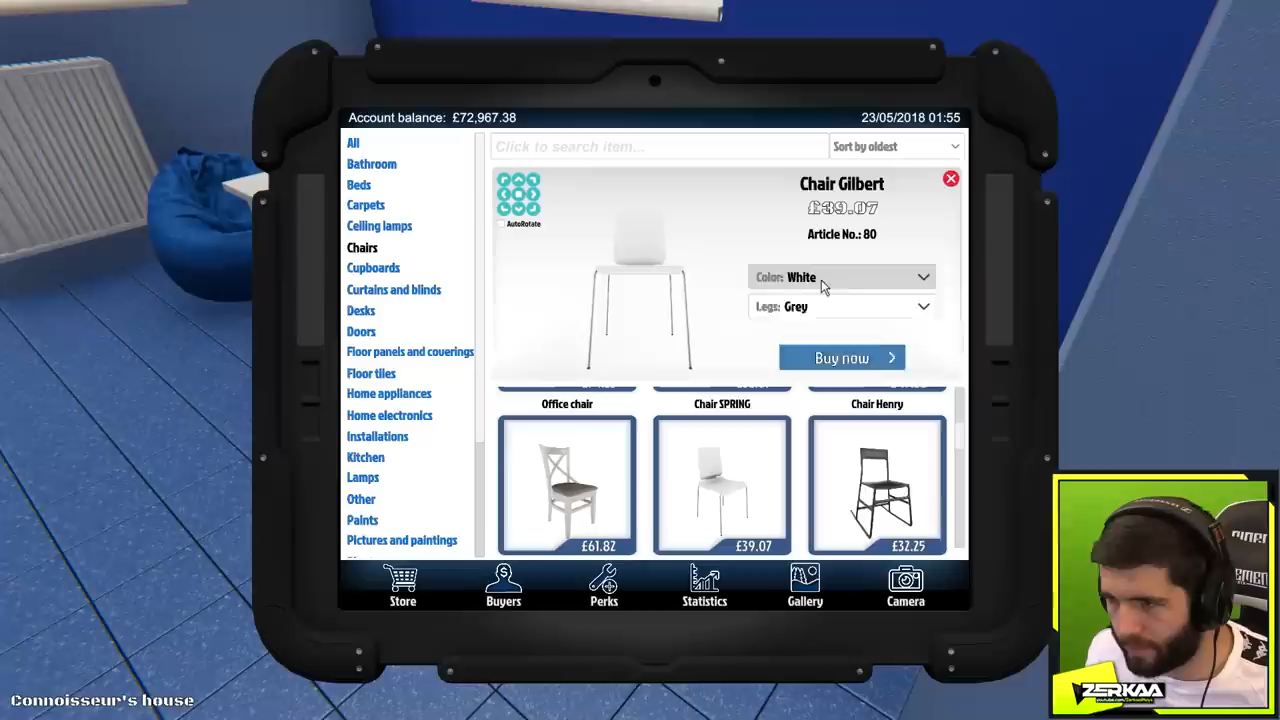 Account balance: £72,967.38
23/05/2018 01:55
All
Bathroom
Beds
Carpets
Ceiling lamps
Chairs
Cupboards
Curtains and blinds
Desks
Doors
Floor panels and coverings
Floor tiles
Home appliances
Home electronics
Installations
Kitchen
Lamps
Other
Paints
Pictures and paintings
Click to search item...
Sort by oldest
AutoRotate
Chair Gilbert
£39.07
Article No.: 80
Color: White
Legs: Grey
Buy now
Office chair
Chair SPRING
Chair Henry
£61.82
£39.07
£32.25
Store
Buyers
Perks
Statistics
Gallery
Camera
Connoisseur's house
ZERKAA